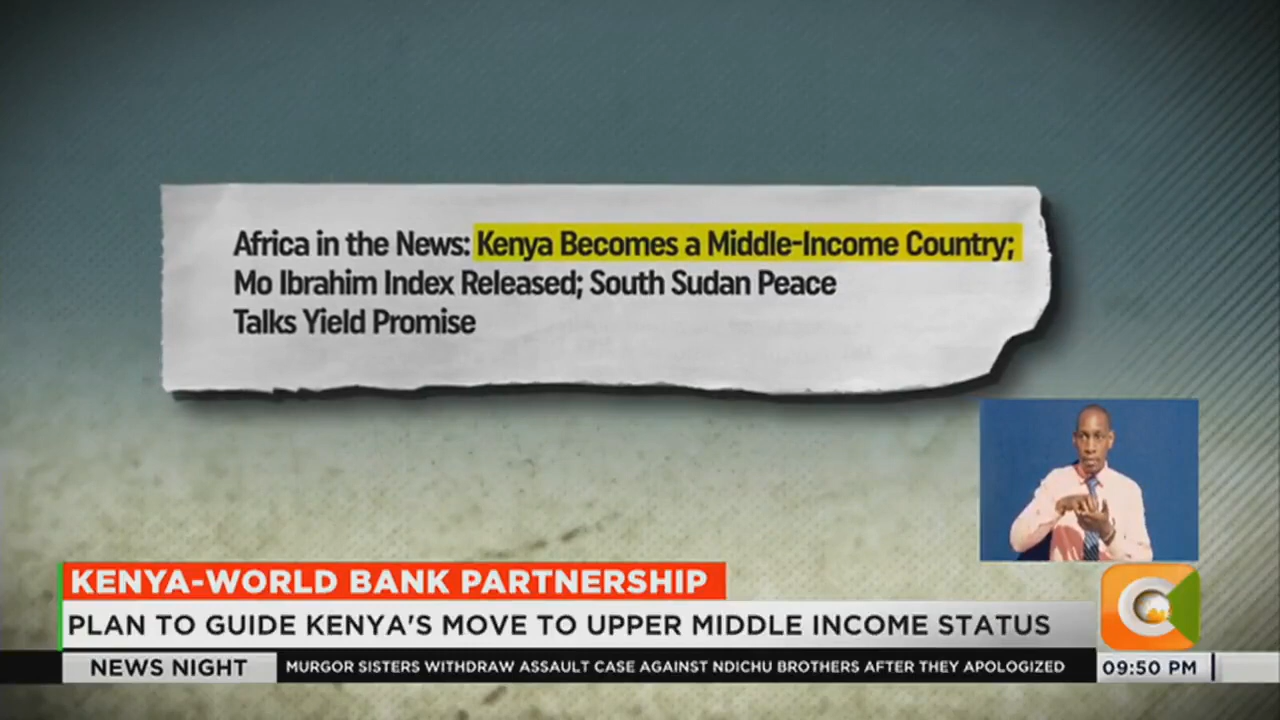 Africa in the News: Kenya Becomes a Middle-Income Country;
Mo Ibrahim Index Released; South Sudan Peace
Talks Yield Promise
KENYA-WORLD BANK PARTNERSHIP
PLAN TO GUIDE KENYA'S MOVE TO UPPER MIDDLE INCOME STATUS
NEWS NIGHT
MURGOR SISTERS WITHDRAW ASSAULT CASE AGAINST NDICHU BROTHERS AFTER THEY APOLOGIZED
09:50 PM